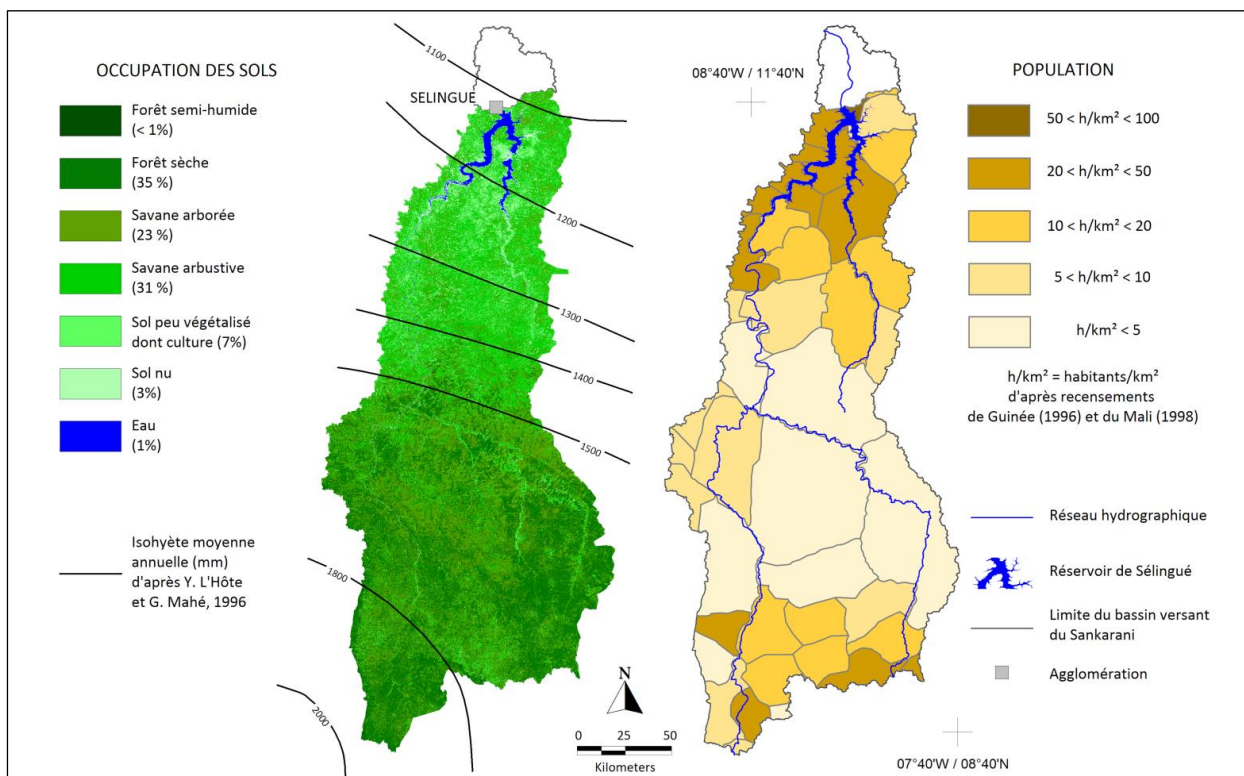 OCCUPATION DES SOLS
Forêt semi-humide
(< 1%)
Forêt sèche
(35 %)
Savane arborée
(23 %)
Savane arbustive
(31 %)
Sol peu végétalisé
dont culture (7%)
Sol nu
(3%)
Eau
(1%)
Isohyète moyenne
annuelle (mm)
d'après Y. L'Hôte
et G. Mahé, 1996
1100
SELINGUE
1200
1300
1400
1500
1800
2000
N
0 25 50
Kilometers
08°40'W / 11°40'N
07°40'W / 08°40'N
POPULATION
50 < h/km² < 100
20 < h/km² < 50
10 < h/km² < 20
5 < h/km² < 10
h/km² < 5
h/km² = habitants/km²
d'après recensements
de Guinée (1996) et du Mali (1998)
Réseau hydrographique
Réservoir de Sélingué
Limite du bassin versant
du Sankarani
Agglomération